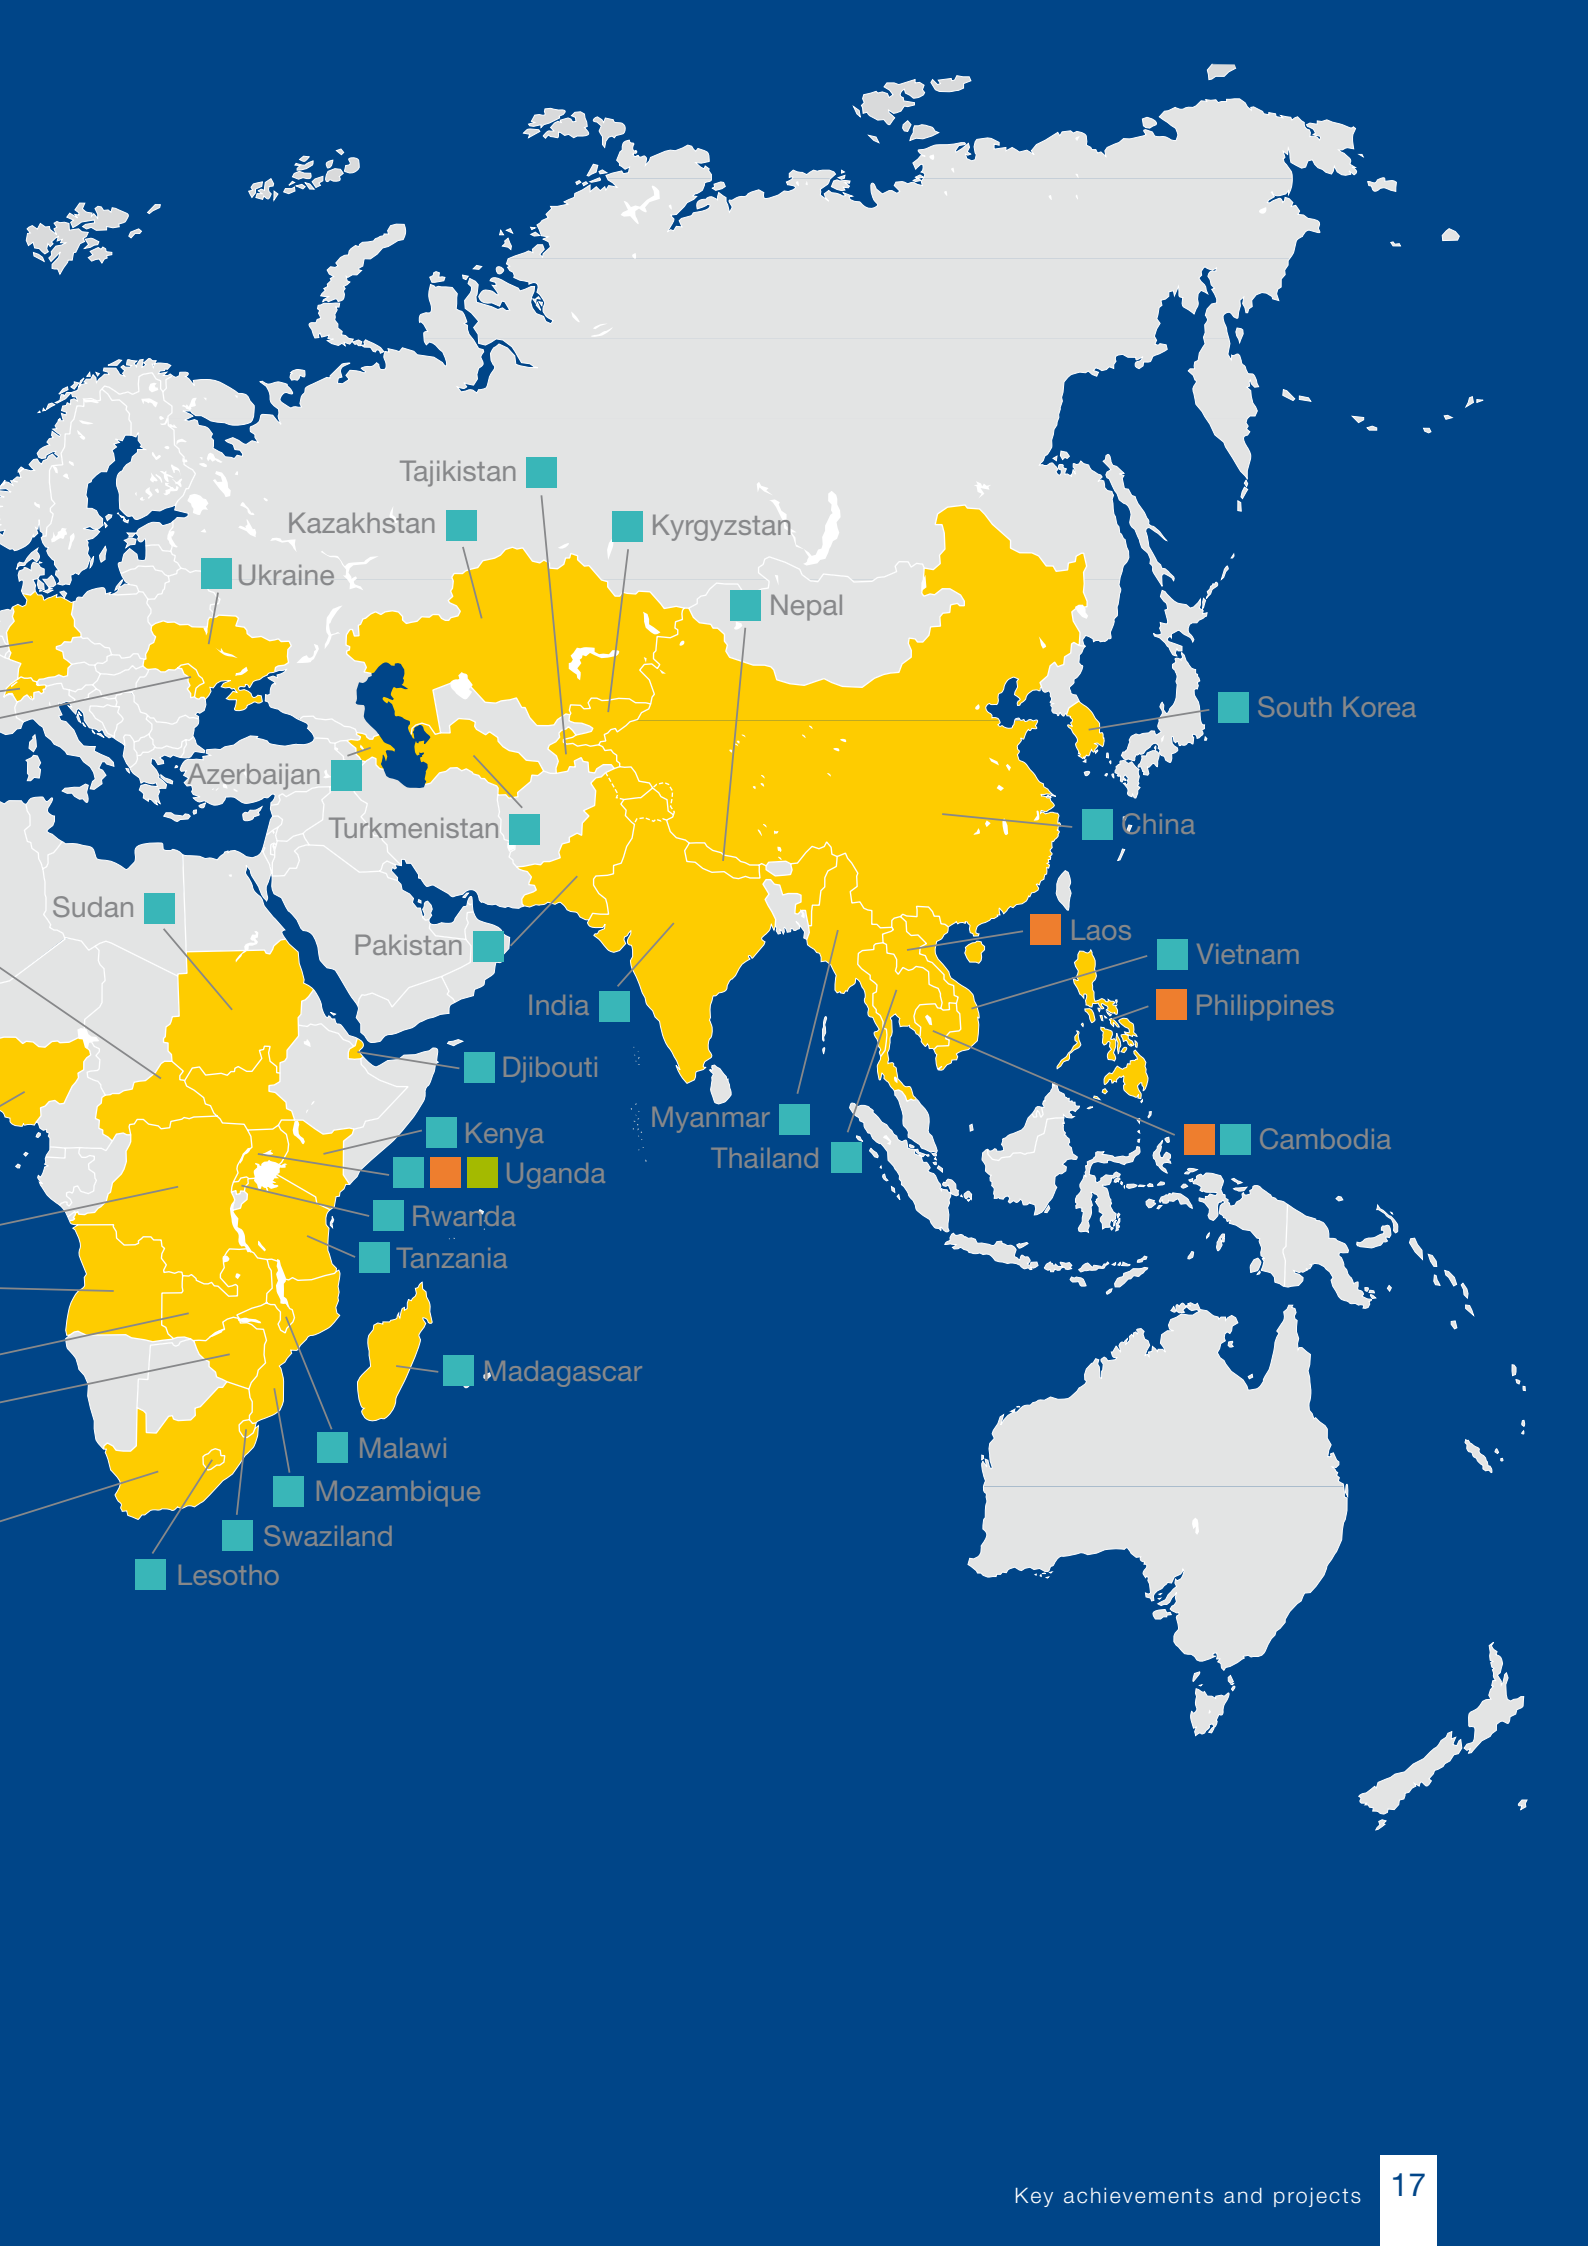 Tajikistan
Kazakhstan
Kyrgyzstan
Ukraine
Nepal
South Korea
Azerbaijan
Turkmenistan
China
Sudan
Laos
Pakistan
Vietnam
India
Philippines
Djibouti
Myanmar
Kenya
Cambodia
Thailand
Uganda
Rwanda
Tanzania
Madagascar
Malawi
Mozambique
Swaziland
Lesotho
Key achievements and projects
17